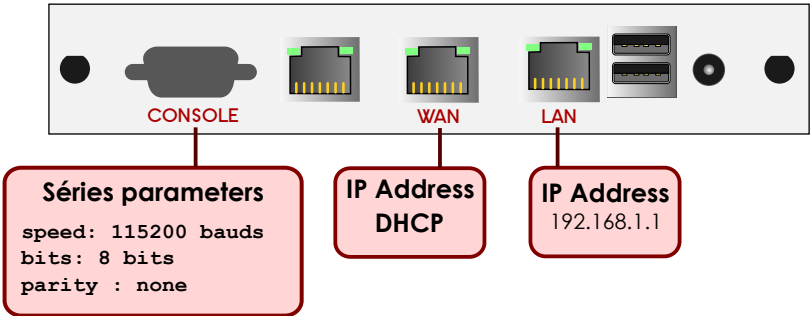 CONSOLE
WAN
LAN
Séries parameters
speed: 115200 bauds
bits: 8 bits
parity : none
IP Address
DHCP
IP Address
192.168.1.1